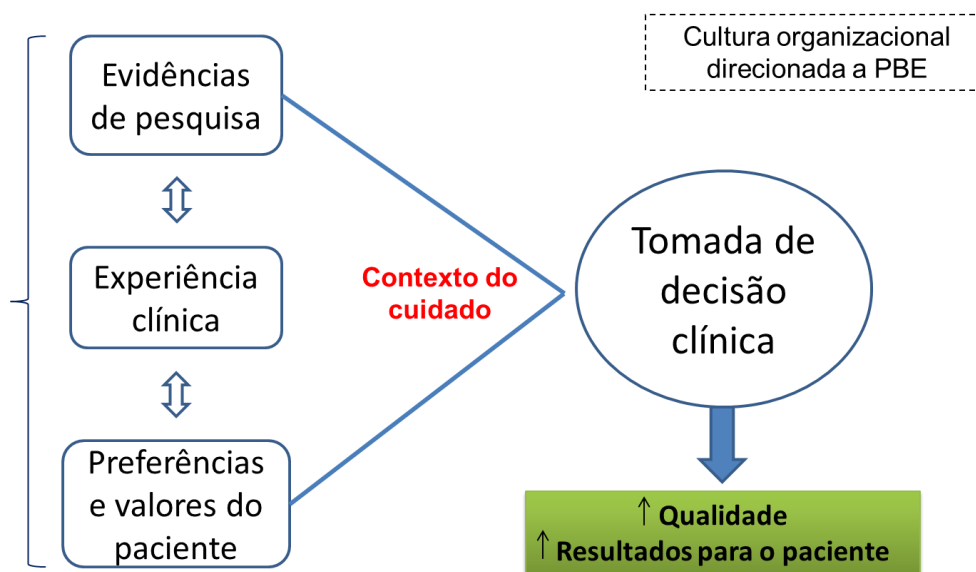 Evidências
de pesquisa
Experiência
clínica
Preferências
e valores do
paciente
Contexto do
cuidado
Cultura organizacional
direcionada a PBE
Tomada de
decisão
clínica
↑ Qualidade
↑ Resultados para o paciente